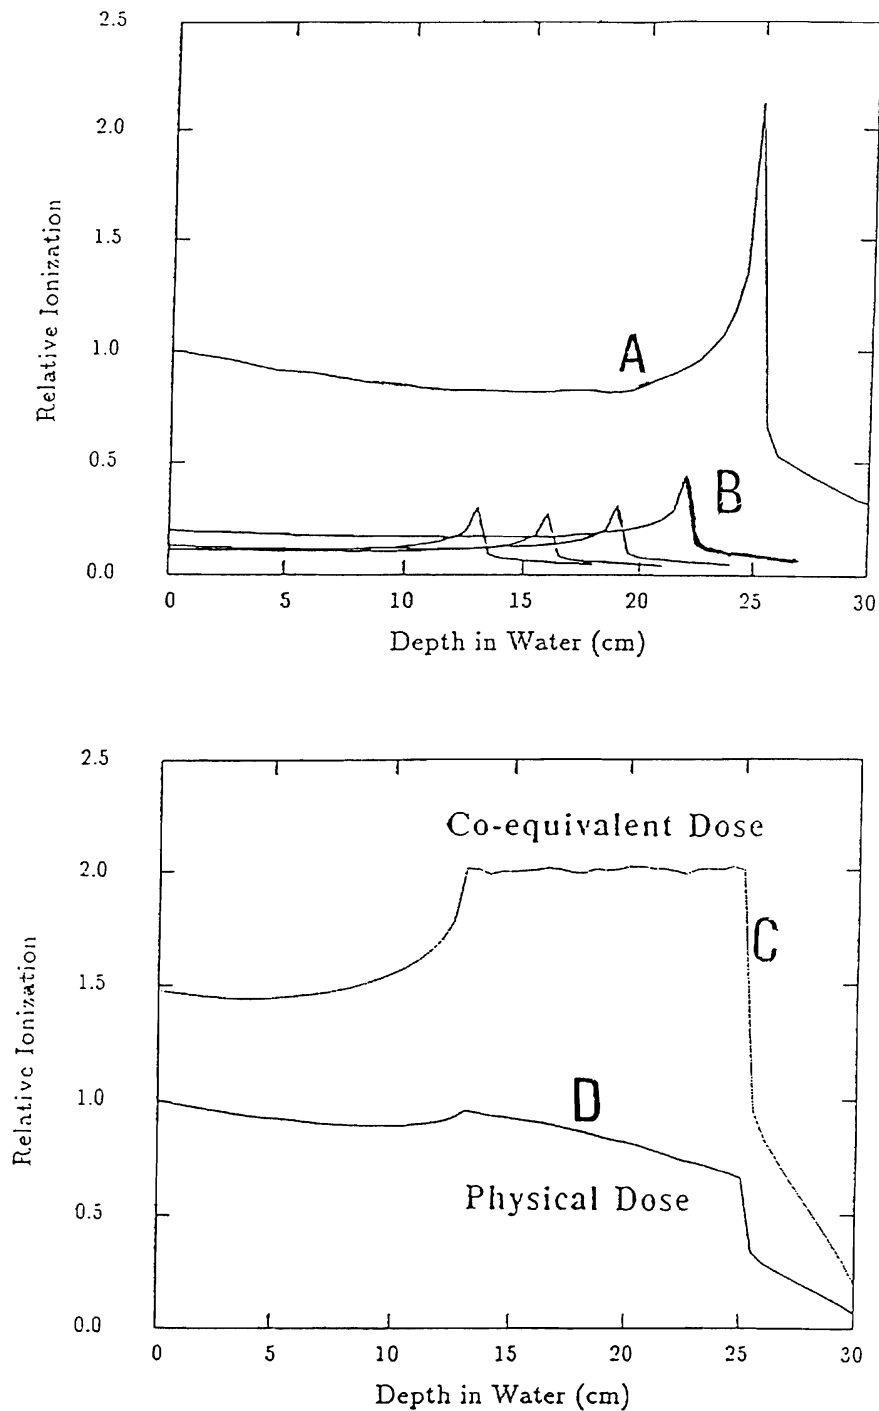 2.5
2.0
1.5
1.0
0.5
0.0
Relative Ionization
A
B
0 5 10 15 20 25 30
Depth in Water (cm)
2.5
2.0
1.5
1.0
0.5
0.0
Relative Ionization
Co-equivalent Dose
C
D
Physical Dose
0 5 10 15 20 25 30
Depth in Water (cm)